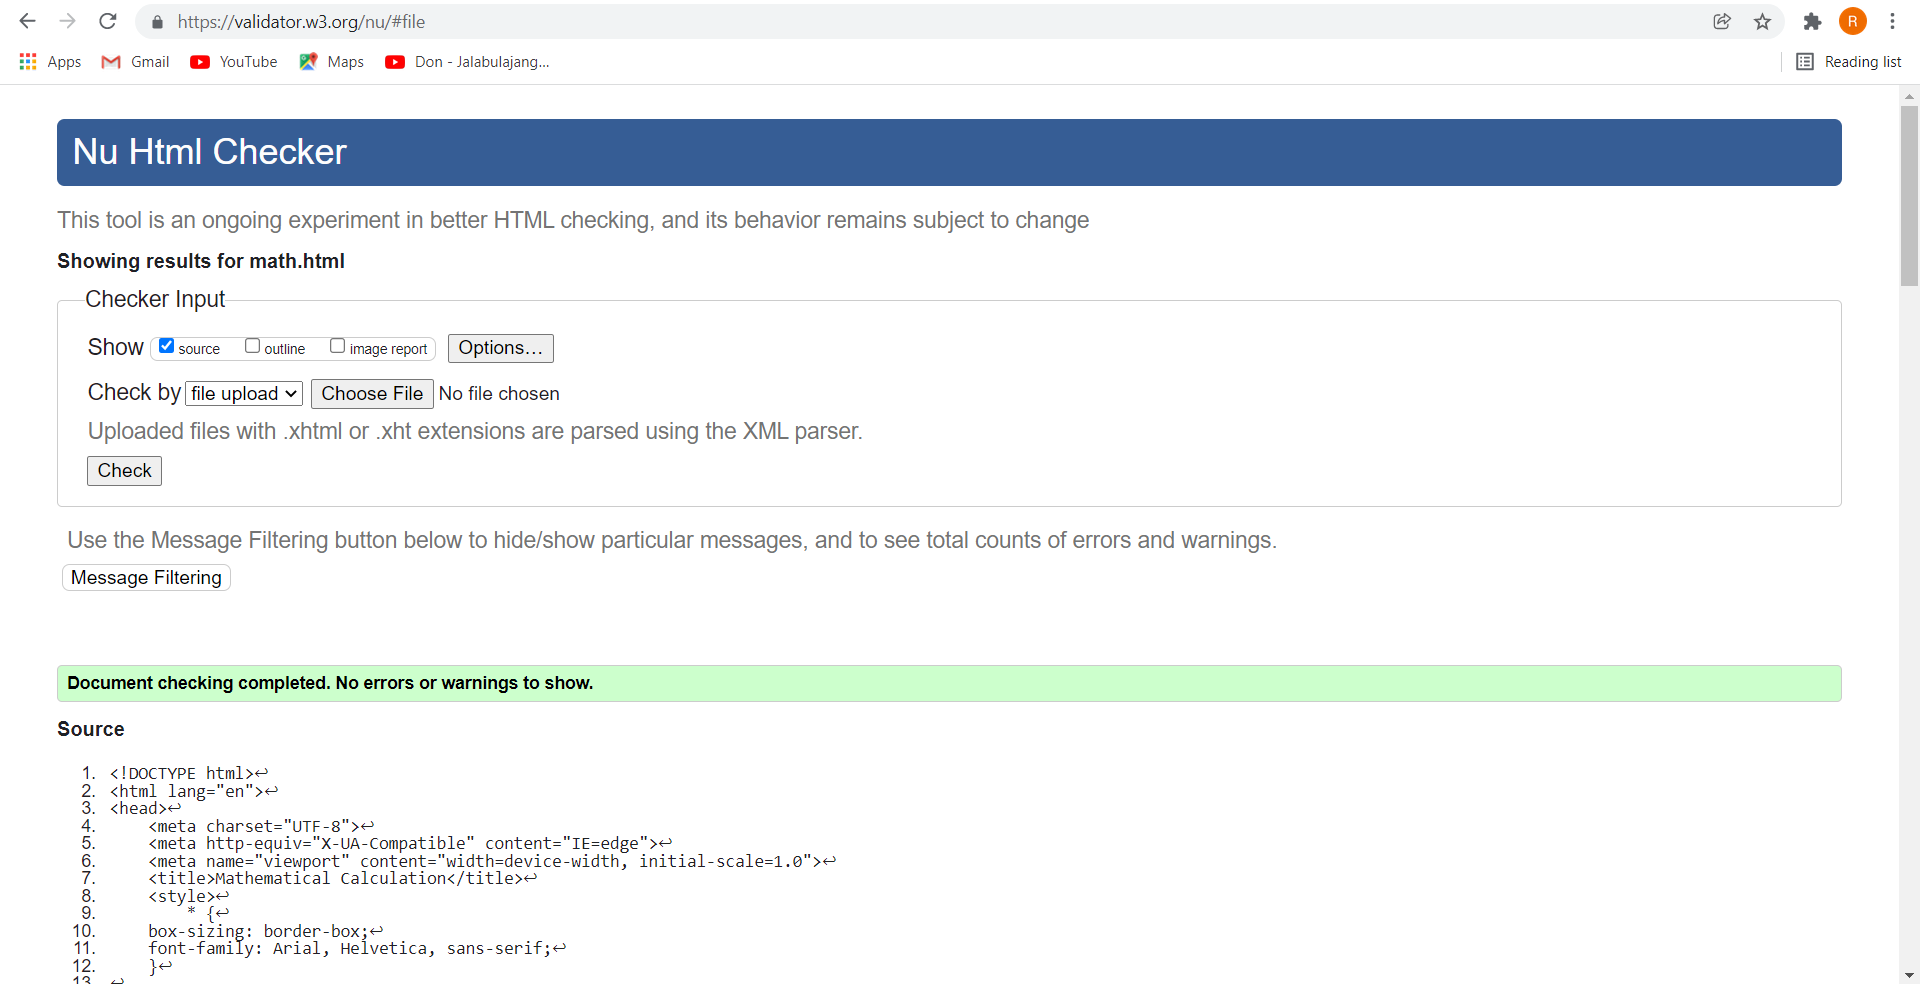 https://validator.w3.org/nu/#file
R
Apps Gmail YouTube Maps Don - Jalabulajang... Reading list
Nu Html Checker
This tool is an ongoing experiment in better HTML checking, and its behavior remains subject to change
Showing results for math.html
Checker Input
Show source outline image report Options...
Check by file upload Choose File No file chosen
Uploaded files with .xhtml or .xht extensions are parsed using the XML parser.
Check
Use the Message Filtering button below to hide/show particular messages, and to see total counts of errors and warnings.
Message Filtering
Document checking completed. No errors or warnings to show.
Source
1. <!DOCTYPE html>↩
2. <html lang="en">↩
3. <head>↩
4. <meta charset="UTF-8">↩
5. <meta http-equiv="X-UA-Compatible" content="IE=edge">↩
6. <meta name="viewport" content="width=device-width, initial-scale=1.0">↩
7. <title>Mathematical Calculation</title>↩
8. <style>↩
9. * {↩
10. box-sizing: border-box;↩
11. font-family: Arial, Helvetica, sans-serif;↩
12. }↩
13. ↩